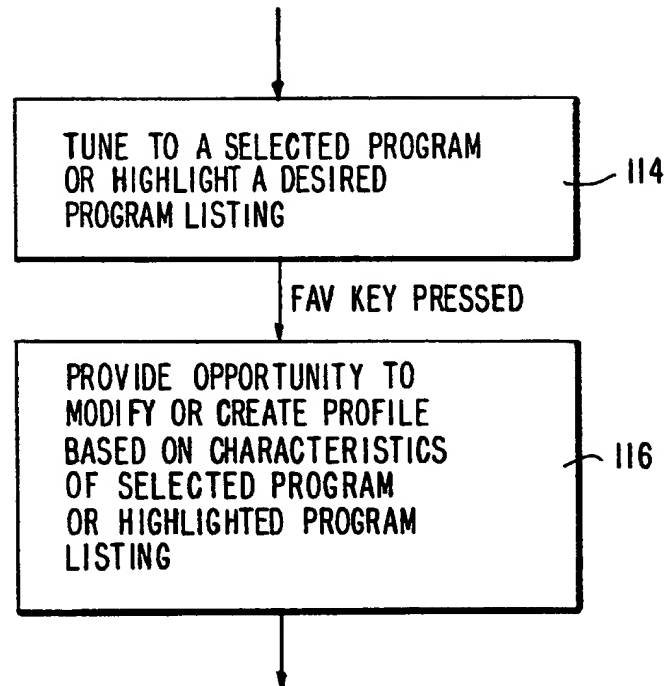 TUNE TO A SELECTED PROGRAM
OR HIGHLIGHT A DESIRED
PROGRAM LISTING
114
FAV KEY PRESSED
PROVIDE OPPORTUNITY TO
MODIFY OR CREATE PROFILE
BASED ON CHARACTERISTICS
OF SELECTED PROGRAM
OR HIGHLIGHTED PROGRAM
LISTING
116